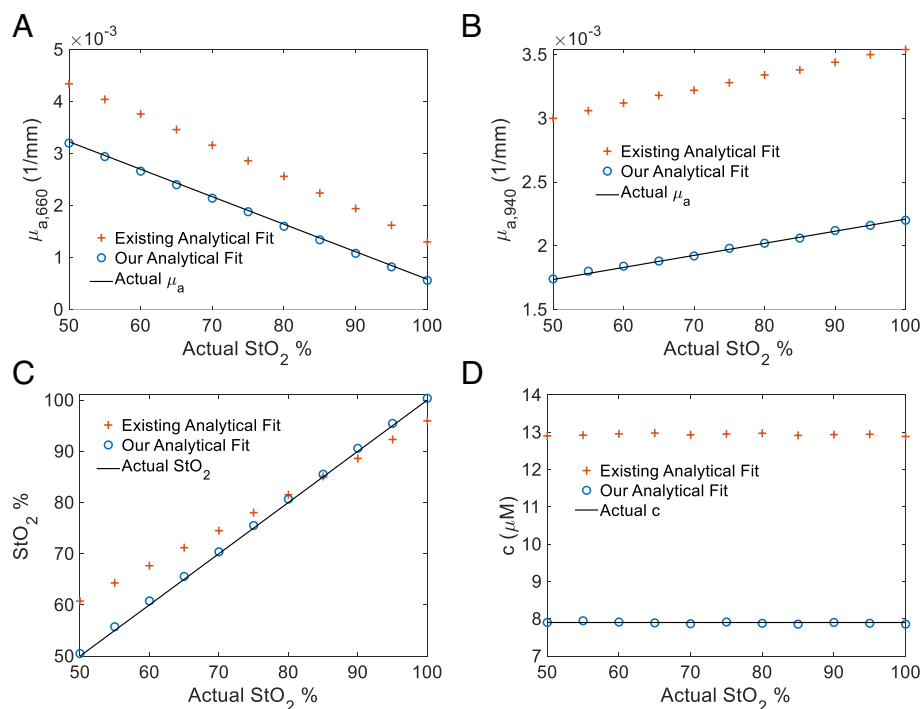 A
×10⁻³
5
4
3
2
1
0
μa,660 (1/mm)
Existing Analytical Fit
Our Analytical Fit
Actual μa
50 60 70 80 90 100
Actual StO2 %
B
×10⁻³
3.5
3
2.5
2
1.5
μa,940 (1/mm)
Existing Analytical Fit
Our Analytical Fit
Actual μa
50 60 70 80 90 100
Actual StO2 %
C
100
90
80
70
60
50
StO2 %
Existing Analytical Fit
Our Analytical Fit
Actual StO2
50 60 70 80 90 100
Actual StO2 %
D
14
13
12
11
10
9
8
7
c (μM)
Existing Analytical Fit
Our Analytical Fit
Actual c
50 60 70 80 90 100
Actual StO2 %